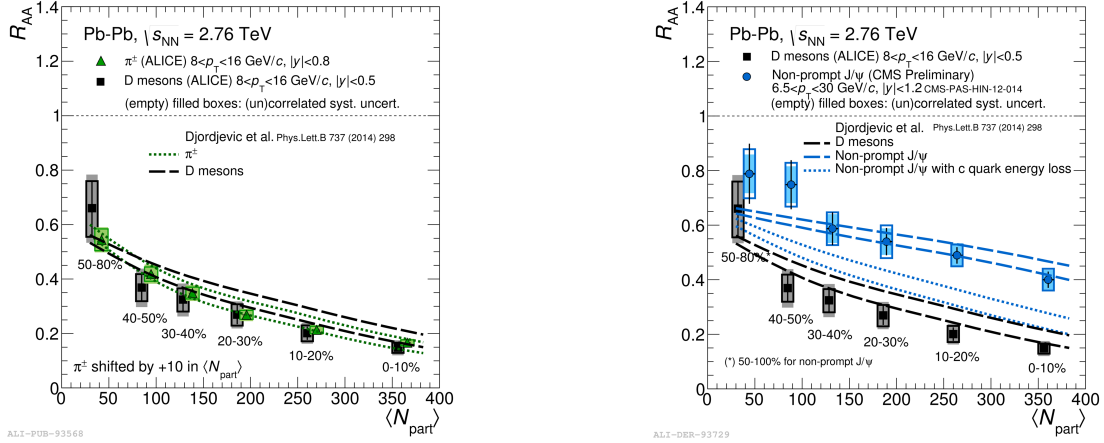 R_AA
1.4
1.2
1
0.8
0.6
0.4
0.2
0
Pb-Pb, √s_NN = 2.76 TeV
π± (ALICE) 8<p_T<16 GeV/c, |y|<0.8
D mesons (ALICE) 8<p_T<16 GeV/c, |y|<0.5
(empty) filled boxes: (un)correlated syst. uncert.
Djordjevic et al. Phys.Lett.B 737 (2014) 298
π±
D mesons
50-80%
40-50%
30-40%
20-30%
10-20%
0-10%
π± shifted by +10 in ⟨N_part⟩
0 50 100 150 200 250 300 350 400
⟨N_part⟩
ALI-PUB-93568
R_AA
1.4
1.2
1
0.8
0.6
0.4
0.2
0
Pb-Pb, √s_NN = 2.76 TeV
D mesons (ALICE) 8<p_T<16 GeV/c, |y|<0.5
Non-prompt J/ψ (CMS Preliminary)
6.5<p_T<30 GeV/c, |y|<1.2 CMS-PAS-HIN-12-014
(empty) filled boxes: (un)correlated syst. uncert.
Djordjevic et al. Phys.Lett.B 737 (2014) 298
D mesons
Non-prompt J/ψ
Non-prompt J/ψ with c quark energy loss
50-80%*
40-50%
30-40%
20-30%
10-20%
0-10%
(*) 50-100% for non-prompt J/ψ
0 50 100 150 200 250 300 350 400
⟨N_part⟩
ALI-DER-93729